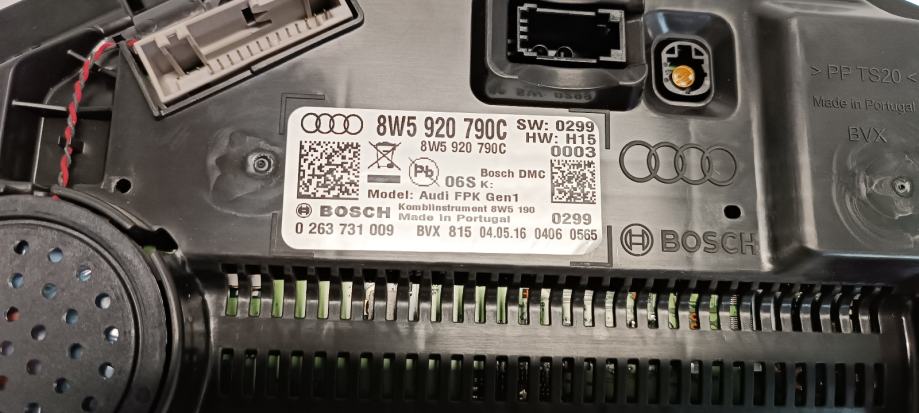 8W5 920 790C
SW: 0299
8W5 920 790C
HW: H15
0003
Pb
Bosch DMC
06S K:
Model: Audi FPK Gen1
Kombiinstrument 8W5 190
BOSCH Made in Portugal 0299
0 263 731 009 BVX 815 04.05.16 0406 0565
BOSCH
> PP TS20 <
Made in Portugal
BVX